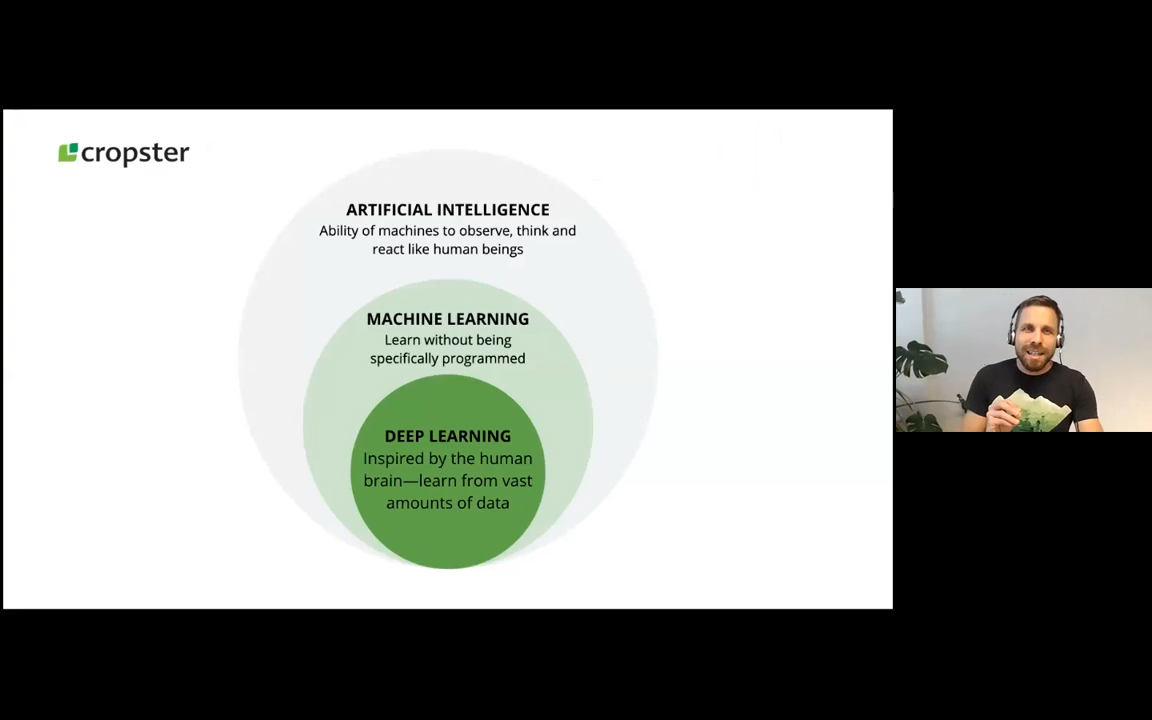 cropster
ARTIFICIAL INTELLIGENCE
Ability of machines to observe, think and
react like human beings
MACHINE LEARNING
Learn without being
specifically programmed
DEEP LEARNING
Inspired by the human
brain—learn from vast
amounts of data